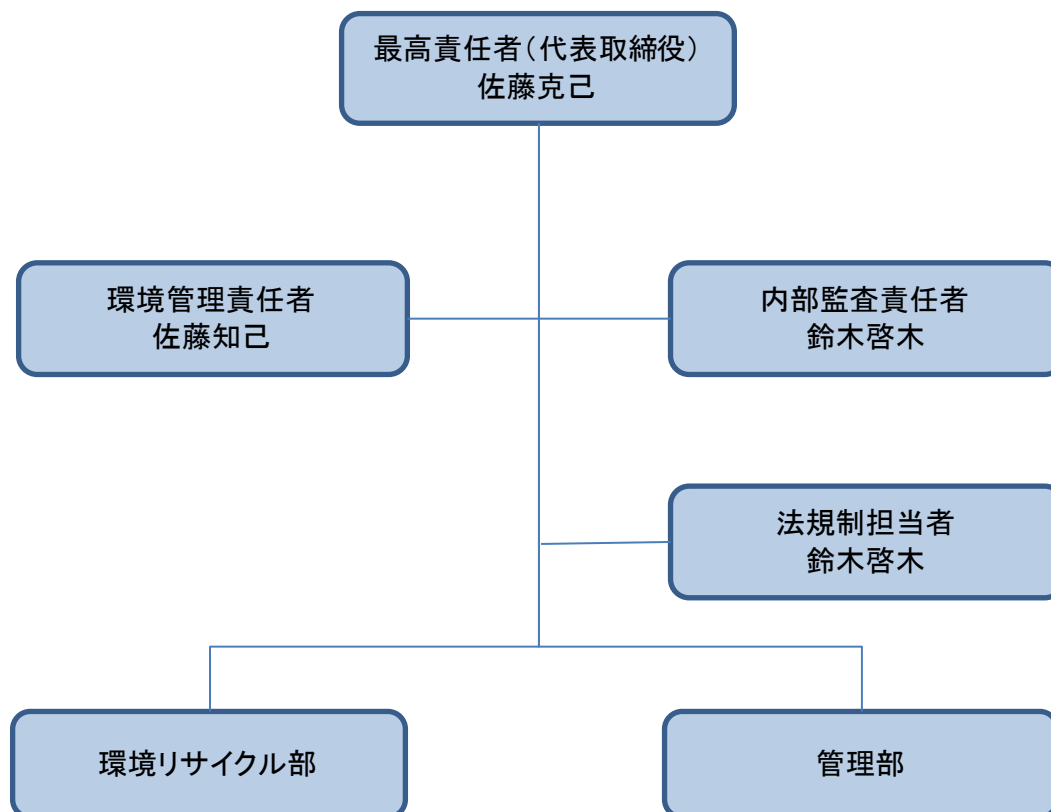 最高責任者（代表取締役）
佐藤克己
環境管理責任者
佐藤知己
内部監査責任者
鈴木啓木
法規制担当者
鈴木啓木
環境リサイクル部
管理部